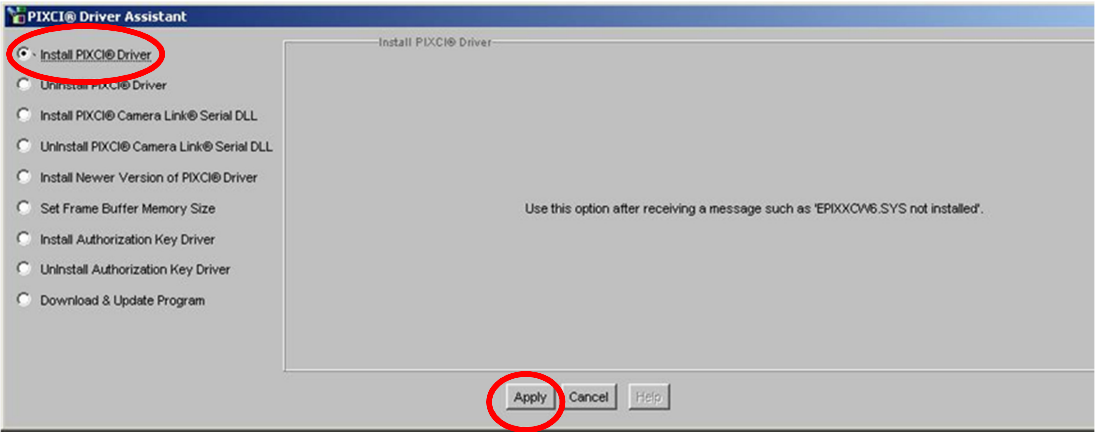 PIXCI® Driver Assistant
Install PIXCI® Driver
Uninstall PIXCI® Driver
Install PIXCI® Camera Link® Serial DLL
UnInstall PIXCI® Camera Link® Serial DLL
Install Newer Version of PIXCI® Driver
Set Frame Buffer Memory Size
Install Authorization Key Driver
UnInstall Authorization Key Driver
Download & Update Program
Install PIXCI® Driver
Use this option after receiving a message such as 'EPIXXCW6.SYS not installed'.
Apply Cancel Help